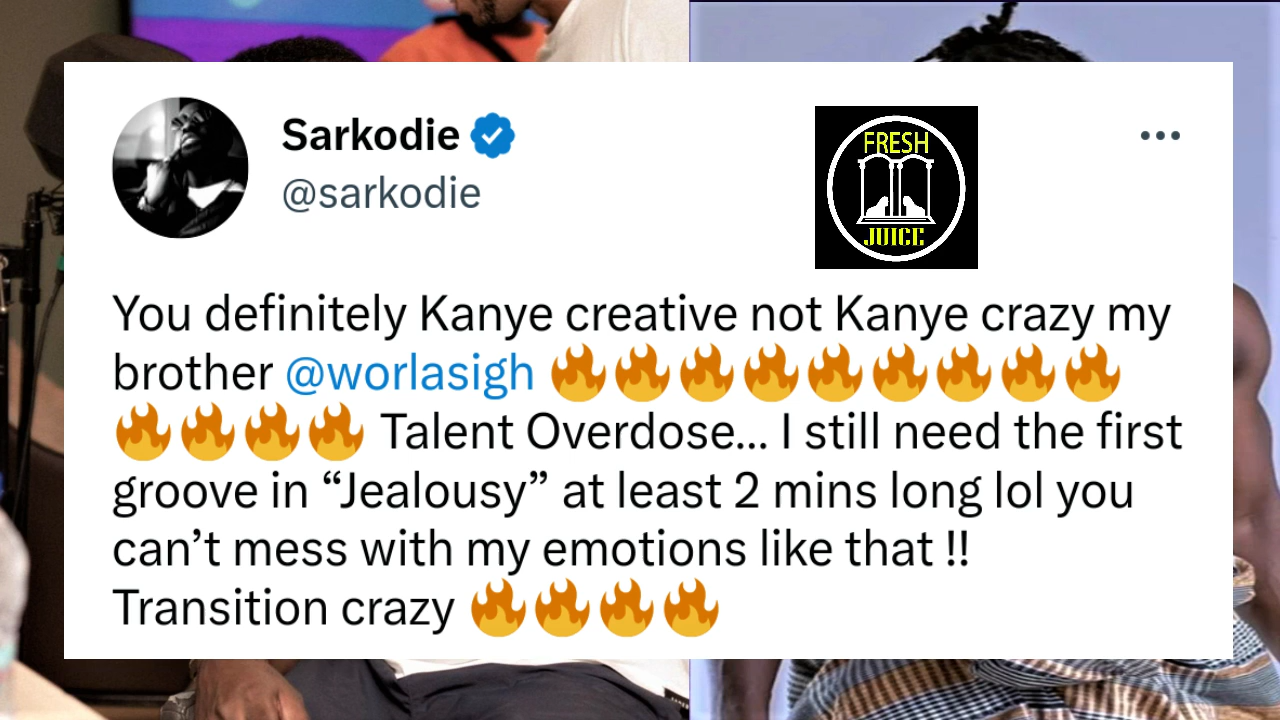 Sarkodie
@sarkodie
FRESH
JUICE
You definitely Kanye creative not Kanye crazy my
brother @worlasigh 🔥🔥🔥🔥🔥🔥🔥🔥🔥
🔥🔥🔥🔥 Talent Overdose... I still need the first
groove in “Jealousy” at least 2 mins long lol you
can’t mess with my emotions like that !!
Transition crazy 🔥🔥🔥🔥